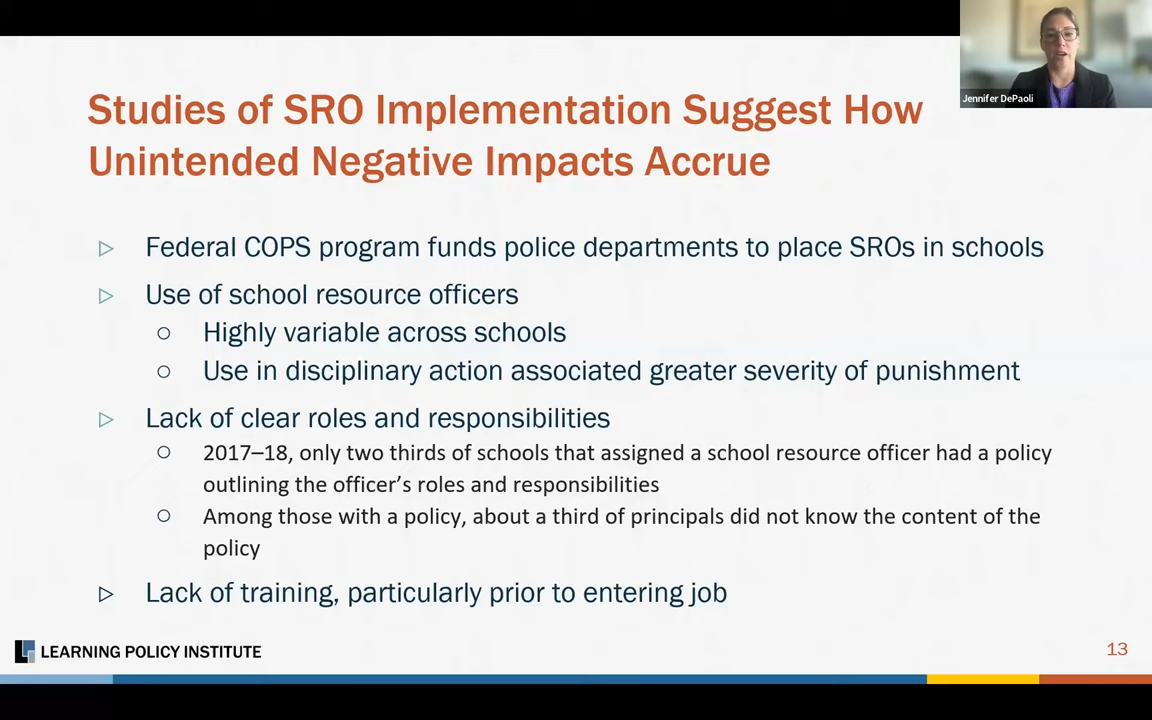 Jennifer DePaoli
Studies of SRO Implementation Suggest How
Unintended Negative Impacts Accrue
Federal COPS program funds police departments to place SROs in schools
Use of school resource officers
Highly variable across schools
Use in disciplinary action associated greater severity of punishment
Lack of clear roles and responsibilities
2017–18, only two thirds of schools that assigned a school resource officer had a policy
outlining the officer’s roles and responsibilities
Among those with a policy, about a third of principals did not know the content of the
policy
Lack of training, particularly prior to entering job
LEARNING POLICY INSTITUTE
13